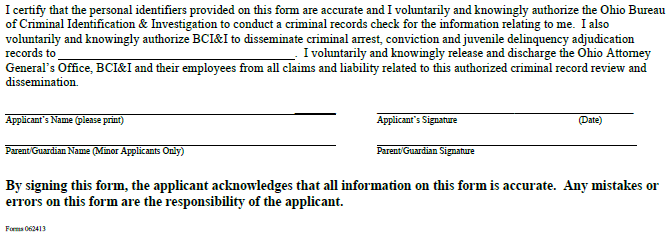 I certify that the personal identifiers provided on this form are accurate and I voluntarily and knowingly authorize the Ohio Bureau
of Criminal Identification & Investigation to conduct a criminal records check for the information relating to me.  I also
voluntarily and knowingly authorize BCI&I to disseminate criminal arrest, conviction and juvenile delinquency adjudication
records to ___________________________________.  I voluntarily and knowingly release and discharge the Ohio Attorney
General's Office, BCI&I and their employees from all claims and liability related to this authorized criminal record review and
dissemination.
Applicant's Name (please print) Applicant's Signature (Date)
Parent/Guardian Name (Minor Applicants Only) Parent/Guardian Signature
By signing this form, the applicant acknowledges that all information on this form is accurate.  Any mistakes or
errors on this form are the responsibility of the applicant.
Forms 062413